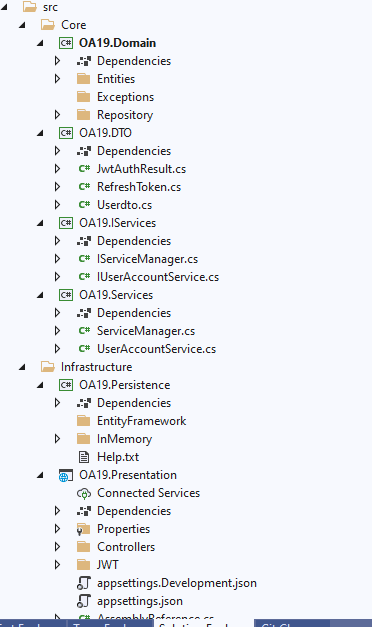 src
Core
C# OA19.Domain
Dependencies
Entities
Exceptions
Repository
C# OA19.DTO
Dependencies
C# JwtAuthResult.cs
C# RefreshToken.cs
C# Userdto.cs
C# OA19.IServices
Dependencies
C# IServiceManager.cs
C# IUserAccountService.cs
C# OA19.Services
Dependencies
C# ServiceManager.cs
C# UserAccountService.cs
Infrastructure
C# OA19.Persistence
Dependencies
EntityFramework
InMemory
Help.txt
OA19.Presentation
Connected Services
Dependencies
Properties
Controllers
JWT
appsettings.Development.json
appsettings.json
C# AssemblyReference.cs